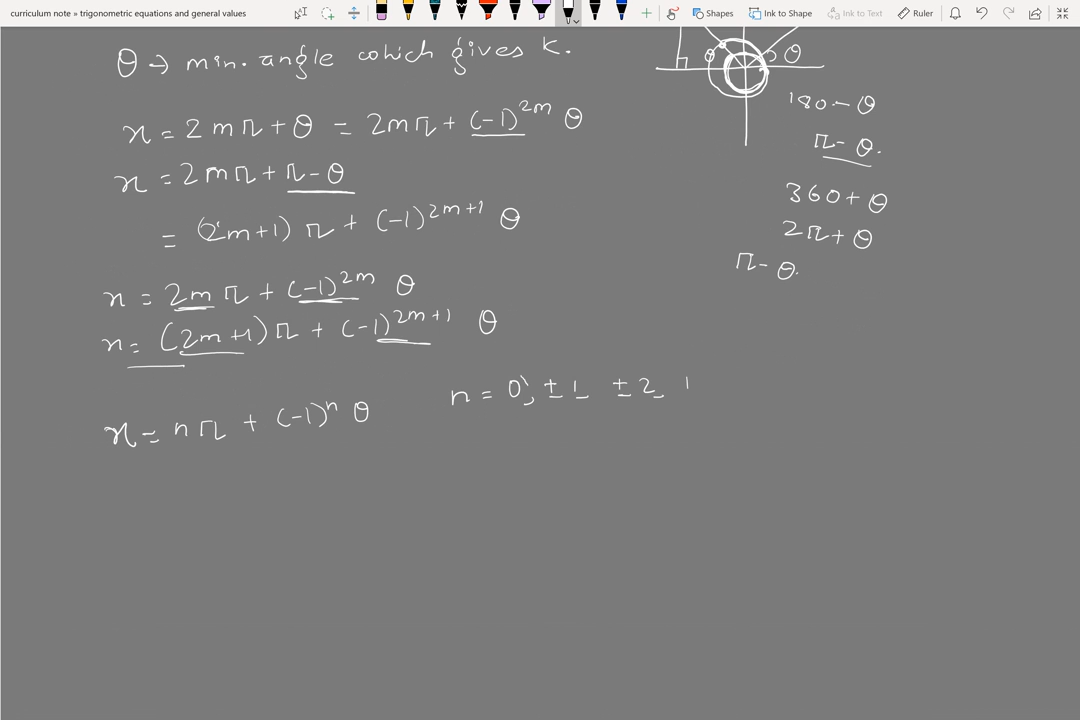 curriculum note » trigonometric equations and general values
Shapes Ink to Shape Ink to Text Ruler
θ → min. angle which gives K.
x = 2mπ + θ = 2mπ + (-1)^2m θ
x = 2mπ + π - θ
= (2m+1) π + (-1)^2m+1 θ
x = 2m π + (-1)^2m θ
x = (2m+1)π + (-1)^2m+1 θ
x = nπ + (-1)^n θ
n = 0, ±1 ±2
θ θ
180 - θ
π - θ.
360 + θ
2π + θ
π - θ.